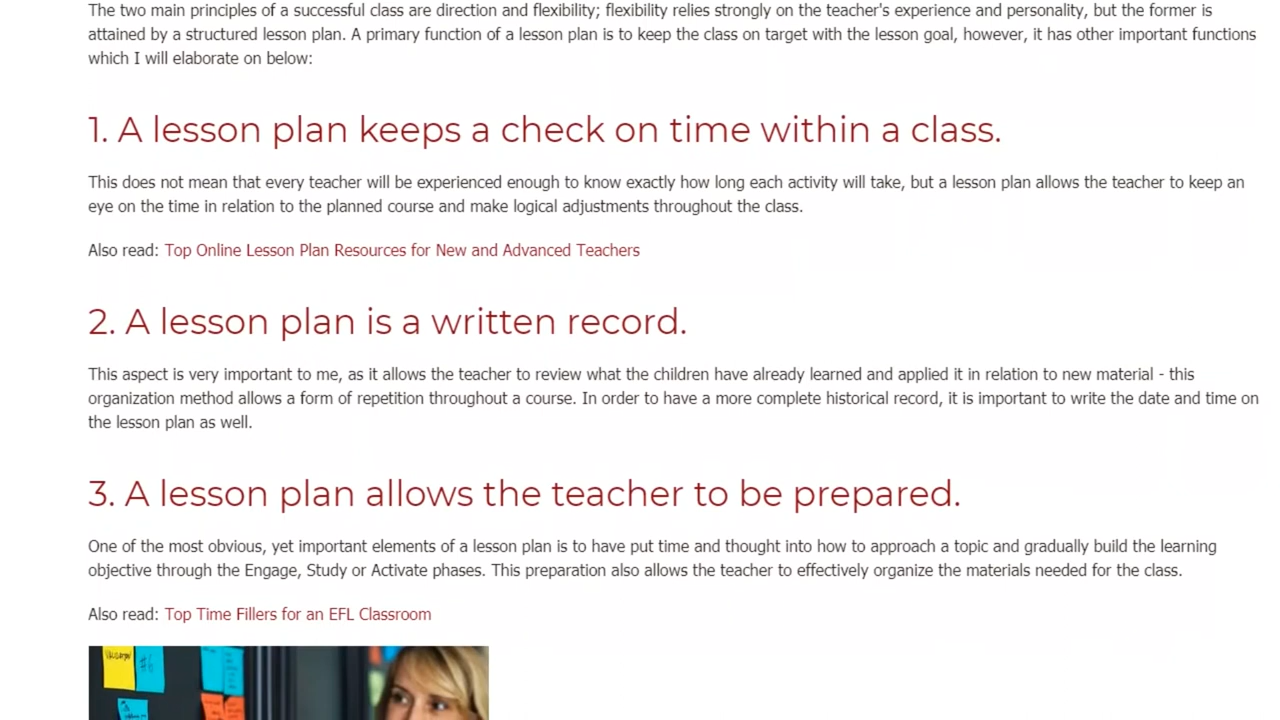 The two main principles of a successful class are direction and flexibility; flexibility relies strongly on the teacher's experience and personality, but the former is
attained by a structured lesson plan. A primary function of a lesson plan is to keep the class on target with the lesson goal, however, it has other important functions
which I will elaborate on below:
1. A lesson plan keeps a check on time within a class.
This does not mean that every teacher will be experienced enough to know exactly how long each activity will take, but a lesson plan allows the teacher to keep an
eye on the time in relation to the planned course and make logical adjustments throughout the class.
Also read: Top Online Lesson Plan Resources for New and Advanced Teachers
2. A lesson plan is a written record.
This aspect is very important to me, as it allows the teacher to review what the children have already learned and applied it in relation to new material - this
organization method allows a form of repetition throughout a course. In order to have a more complete historical record, it is important to write the date and time on
the lesson plan as well.
3. A lesson plan allows the teacher to be prepared.
One of the most obvious, yet important elements of a lesson plan is to have put time and thought into how to approach a topic and gradually build the learning
objective through the Engage, Study or Activate phases. This preparation also allows the teacher to effectively organize the materials needed for the class.
Also read: Top Time Fillers for an EFL Classroom